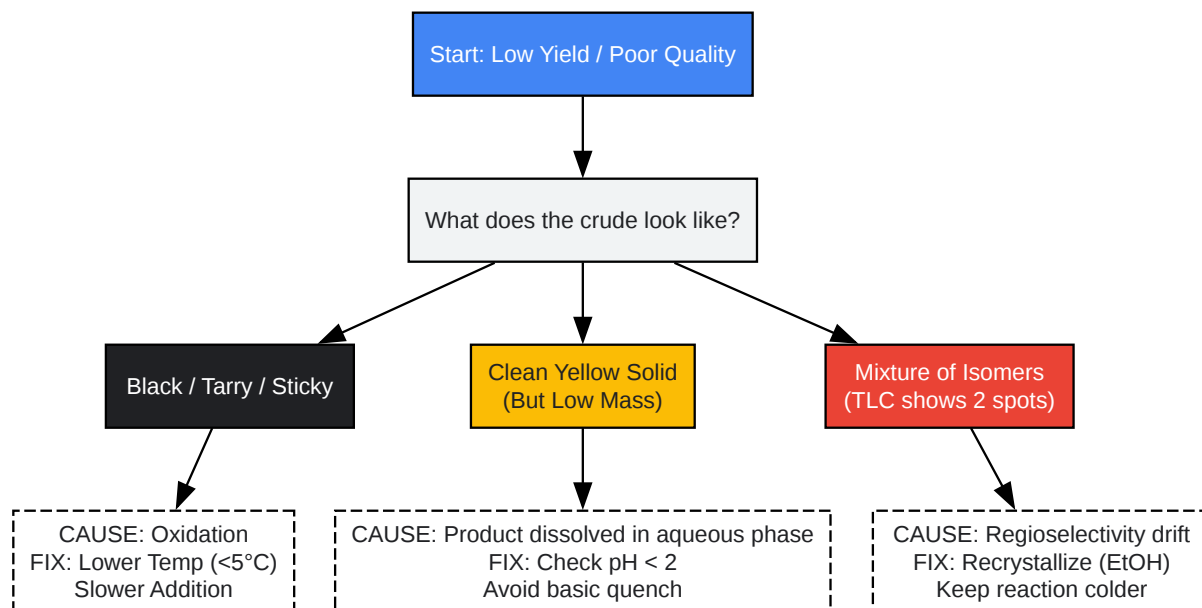 Start: Low Yield / Poor Quality
What does the crude look like?
Black / Tarry / Sticky
Clean Yellow Solid
(But Low Mass)
Mixture of Isomers
(TLC shows 2 spots)
CAUSE: Oxidation
FIX: Lower Temp (<5°C)
Slower Addition
CAUSE: Product dissolved in aqueous phase
FIX: Check pH < 2
Avoid basic quench
CAUSE: Regioselectivity drift
FIX: Recrystallize (EtOH)
Keep reaction colder